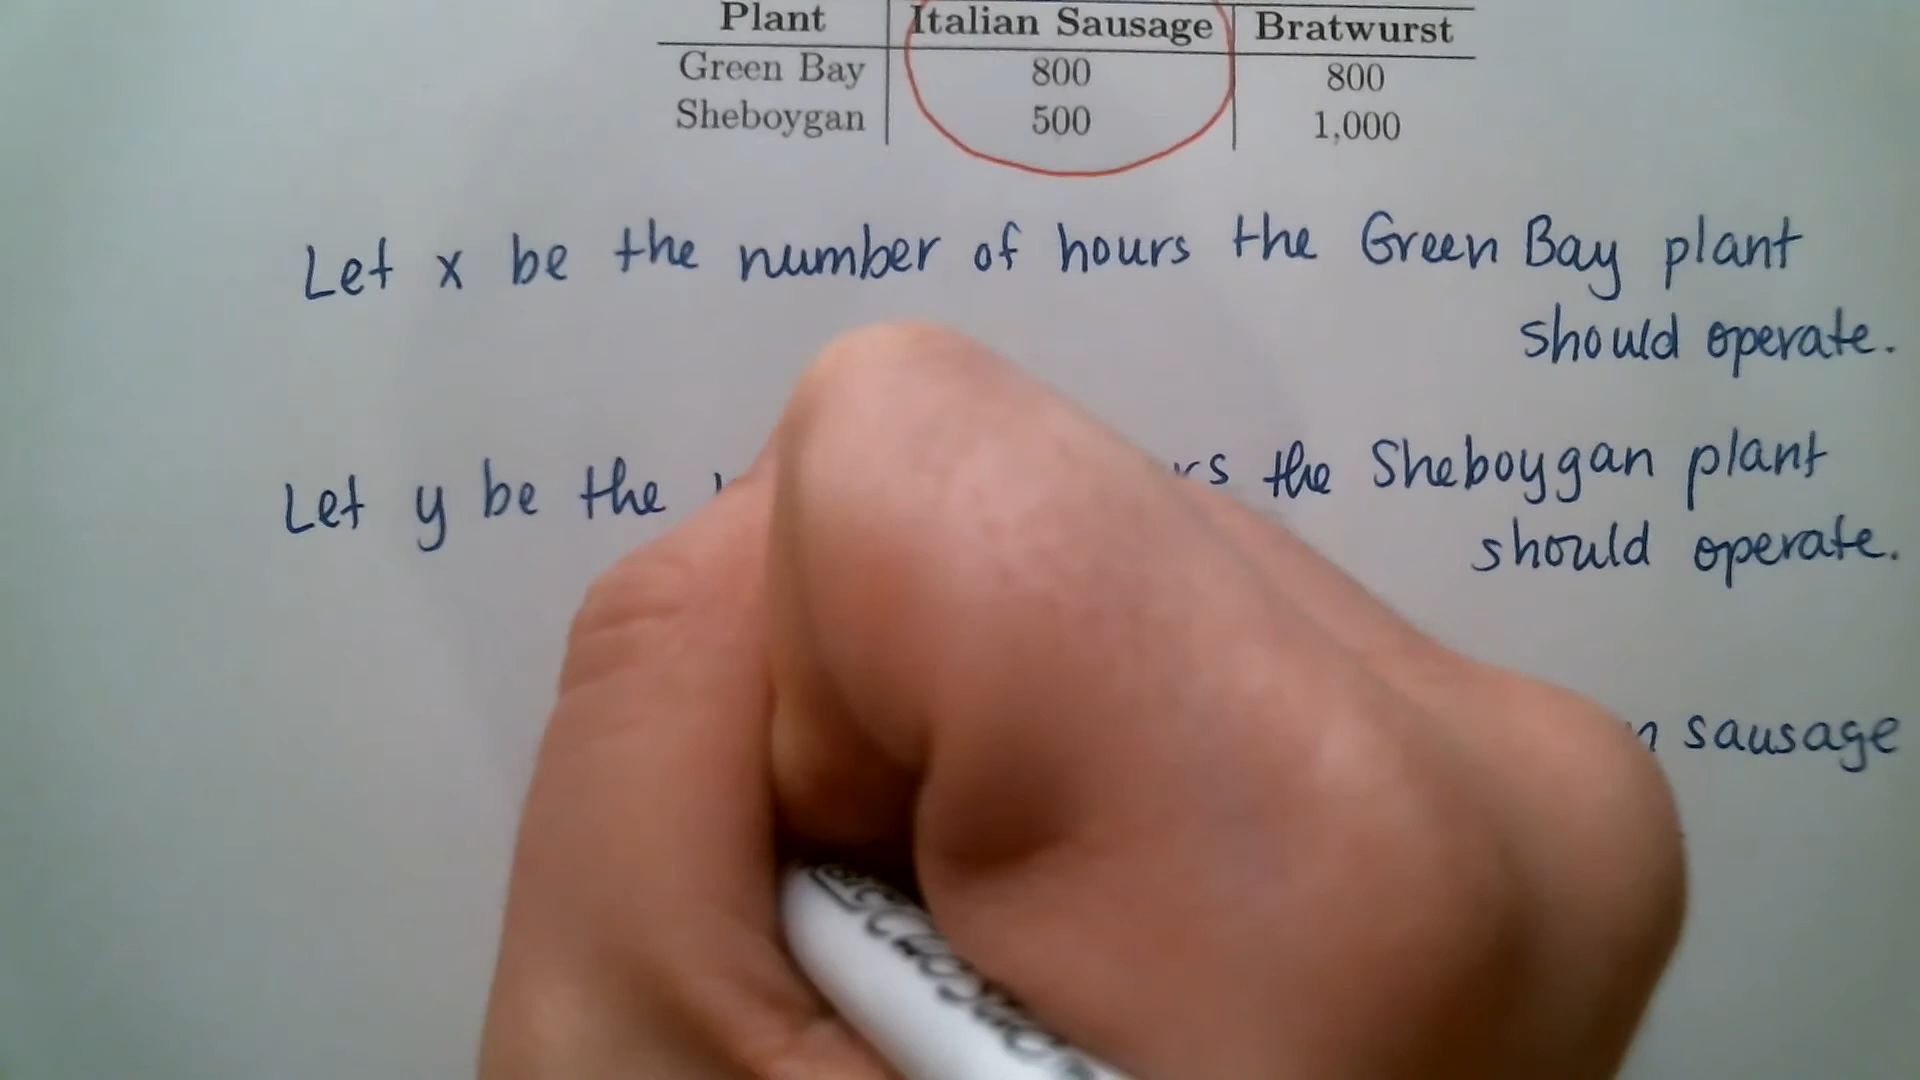 Plant Italian Sausage Bratwurst
Green Bay 800 800
Sheboygan 500 1,000
Let x be the number of hours the Green Bay plant
should operate.
Let y be the the Sheboygan plant
should operate.
sausage